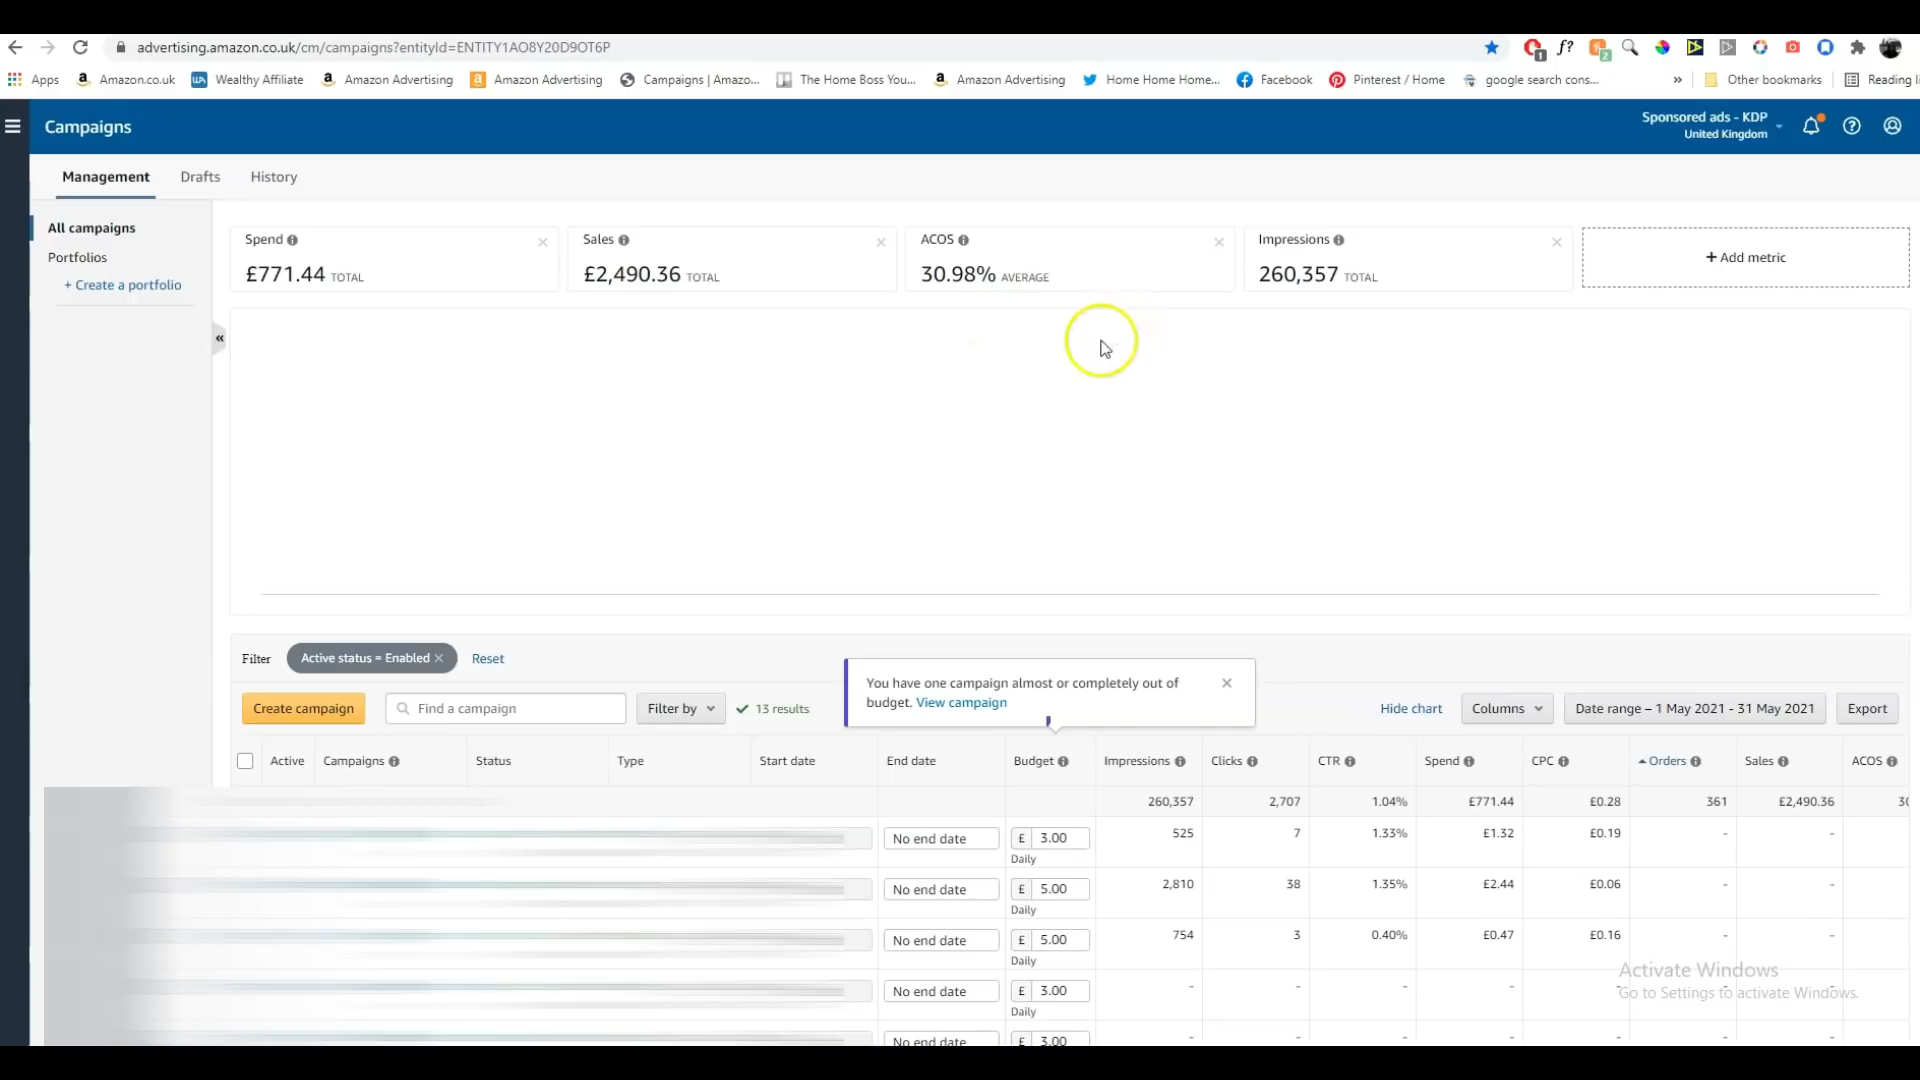 advertising.amazon.co.uk/cm/campaigns?entityId=ENTITY1AO8Y20D9OT6P
f?
1
2
Apps
Amazon.co.uk
Wealthy Affiliate
Amazon Advertising
Amazon Advertising
Campaigns | Amazo...
The Home Boss You...
Amazon Advertising
Home Home Home...
Facebook
Pinterest / Home
google search cons...
»
Other bookmarks
Reading li
Campaigns
Sponsored ads - KDP
United Kingdom
Management
Drafts
History
All campaigns
Portfolios
+ Create a portfolio
«
Spend
£771.44 TOTAL
Sales
£2,490.36 TOTAL
ACOS
30.98% AVERAGE
Impressions
260,357 TOTAL
+ Add metric
Filter
Active status = Enabled
Reset
You have one campaign almost or completely out of
budget. View campaign
Create campaign
Find a campaign
Filter by
13 results
Hide chart
Columns
Date range – 1 May 2021 - 31 May 2021
Export
Active Campaigns Status Type Start date End date Budget Impressions Clicks CTR Spend CPC Orders Sales ACOS
260,357 2,707 1.04% £771.44 £0.28 361 £2,490.36 30
No end date £ 3.00 525 7 1.33% £1.32 £0.19 - -
Daily
No end date £ 5.00 2,810 38 1.35% £2.44 £0.06 - -
Daily
No end date £ 5.00 754 3 0.40% £0.47 £0.16 - -
Daily
Activate Windows
Go to Settings to activate Windows.
No end date £ 3.00 - - - - - - -
Daily
No end date £ 3.00 - - - - - - -